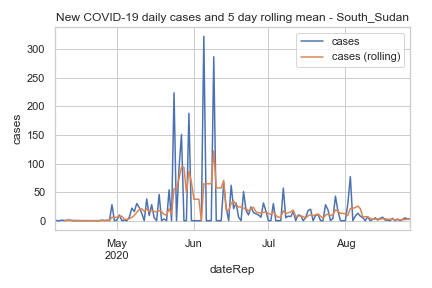 New COVID-19 daily cases and 5 day rolling mean - South_Sudan
cases
cases (rolling)
300
250
200
150
100
50
0
cases
May Jun Jul Aug
2020
dateRep